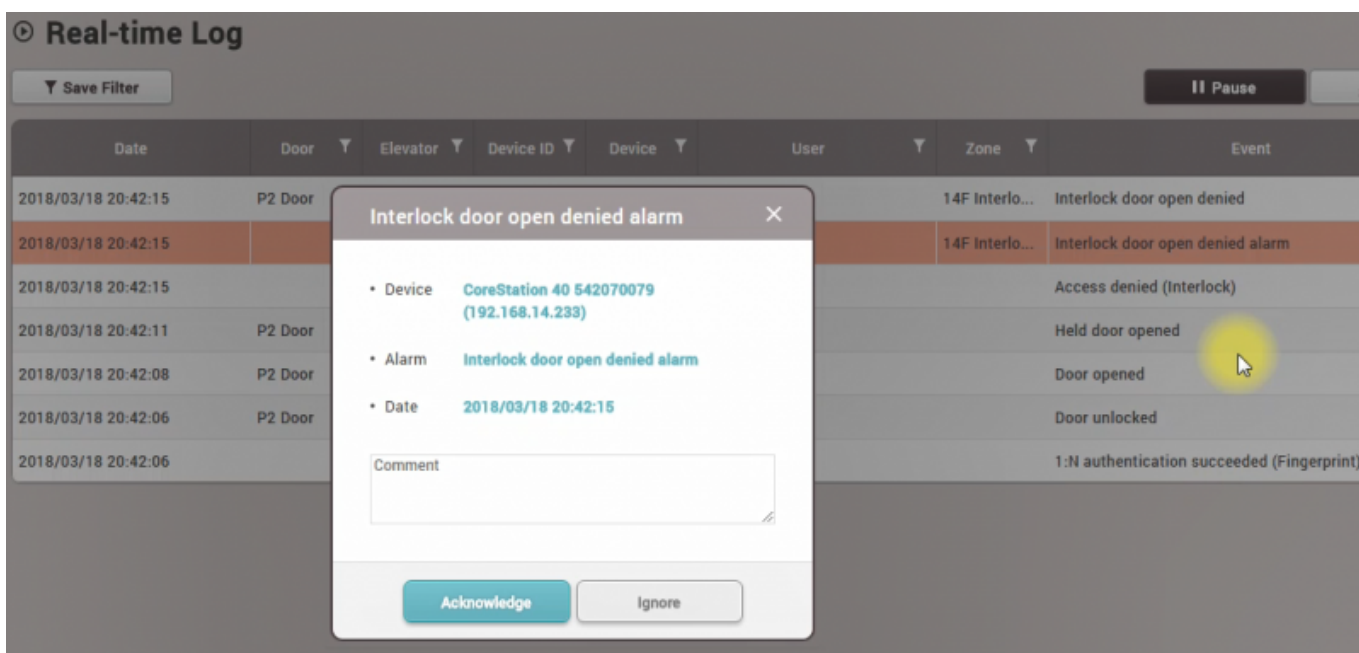 Real-time Log
Save Filter
Pause
Date Door Elevator Device ID Device User Zone Event
2018/03/18 20:42:15 P2 Door 14F Interlo... Interlock door open denied
2018/03/18 20:42:15 14F Interlo... Interlock door open denied alarm
2018/03/18 20:42:15 Access denied (Interlock)
2018/03/18 20:42:11 P2 Door Held door opened
2018/03/18 20:42:08 P2 Door Door opened
2018/03/18 20:42:06 P2 Door Door unlocked
2018/03/18 20:42:06 1:N authentication succeeded (Fingerprint)
Interlock door open denied alarm
• Device CoreStation 40 542070079
(192.168.14.233)
• Alarm Interlock door open denied alarm
• Date 2018/03/18 20:42:15
Comment
Acknowledge Ignore